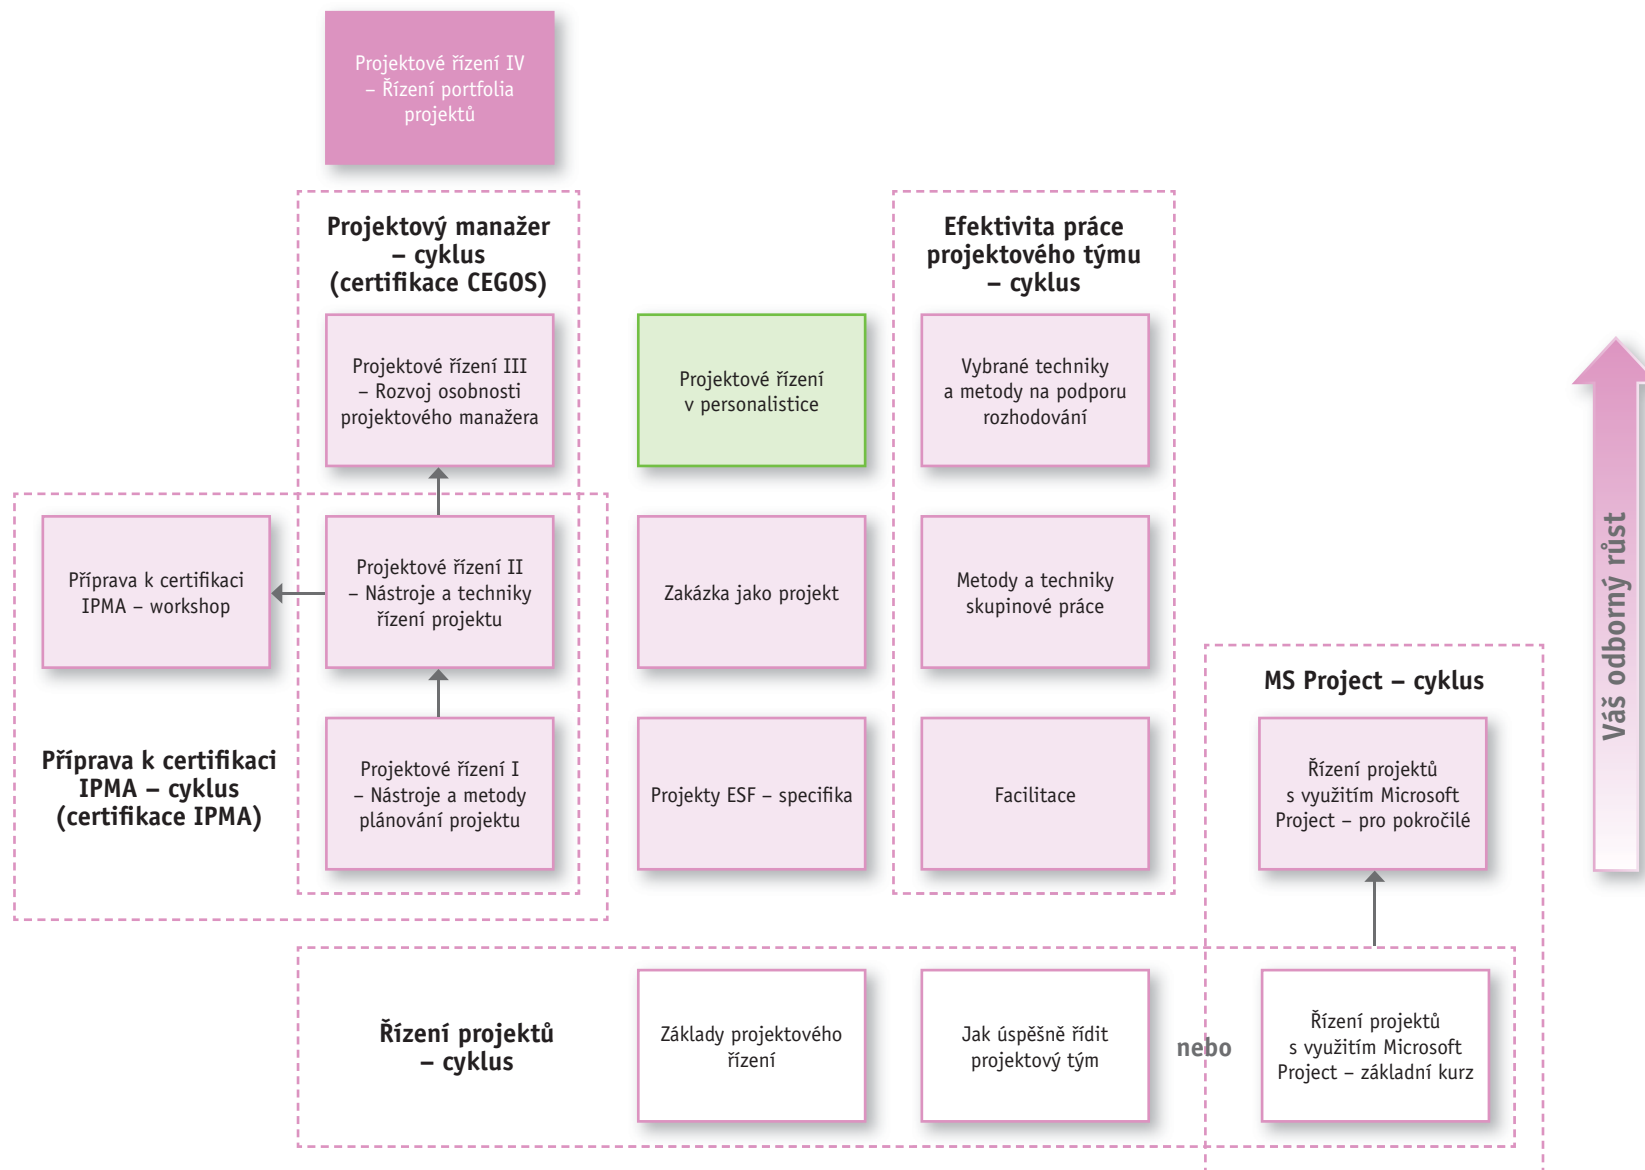 Projektové řízení IV
– Řízení portfolia
projektů
Projektový manažer
– cyklus
(certifikace CEGOS)
Efektivita práce
projektového týmu
– cyklus
Projektové řízení III
– Rozvoj osobnosti
projektového manažera
Projektové řízení
v personalistice
Vybrané techniky
a metody na podporu
rozhodování
Příprava k certifikaci
IPMA – workshop
Projektové řízení II
– Nástroje a techniky
řízení projektu
Zakázka jako projekt
Metody a techniky
skupinové práce
Váš odborný růst
MS Project – cyklus
Příprava k certifikaci
IPMA – cyklus
(certifikace IPMA)
Projektové řízení I
– Nástroje a metody
plánování projektu
Projekty ESF – specifika
Facilitace
Řízení projektů
s využitím Microsoft
Project – pro pokročilé
Řízení projektů
– cyklus
Základy projektového
řízení
Jak úspěšně řídit
projektový tým
nebo
Řízení projektů
s využitím Microsoft
Project – základní kurz